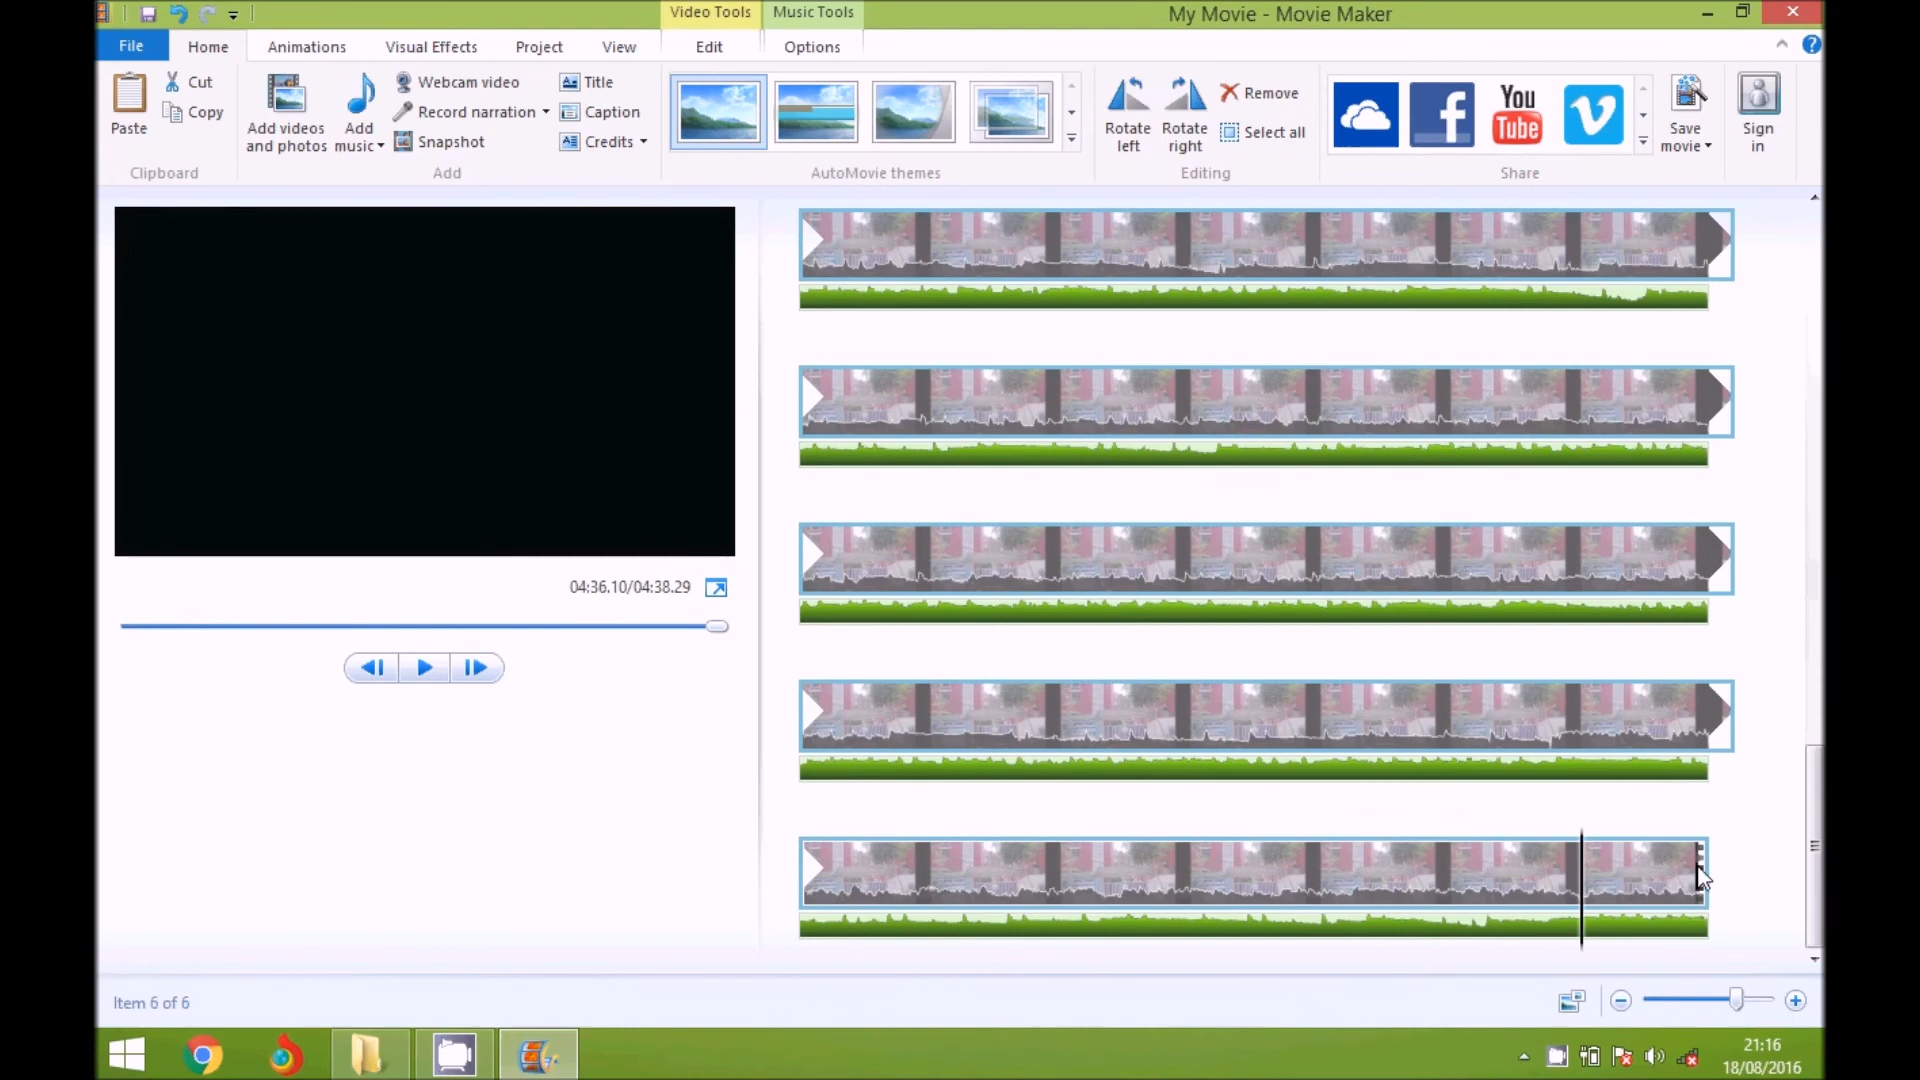 Video Tools
Music Tools
My Movie - Movie Maker
File
Home
Animations
Visual Effects
Project
View
Edit
Options
Paste
Cut
Copy
Clipboard
Add videos
and photos
Add
music
Webcam video
Record narration
Snapshot
Title
Caption
Credits
Add
AutoMovie themes
Rotate
left
Rotate
right
Remove
Select all
Editing
f
You
Tube
Share
Save
movie
Sign
in
04:36.10/04:38.29
Item 6 of 6
21:16
18/08/2016